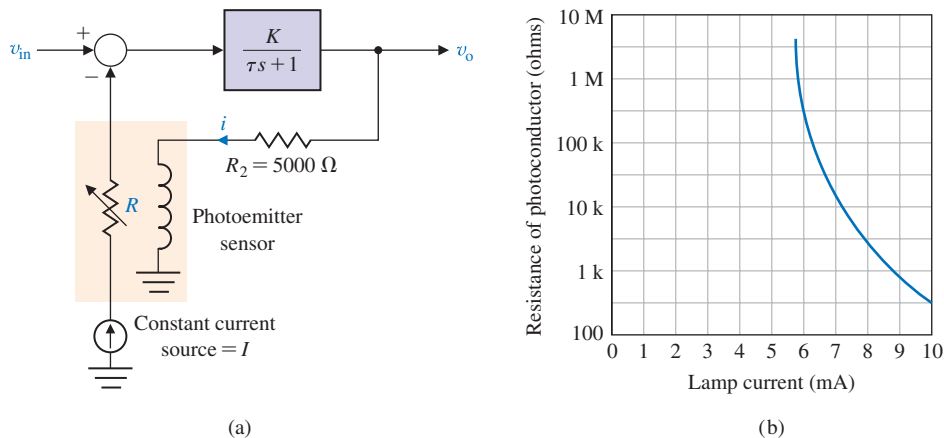 v_in
+
−
K
τs + 1
v_o
i
R_2 = 5000 Ω
R
Photoemitter
sensor
Constant current
source = I
(a)
Resistance of photoconductor (ohms)
10 M
1 M
100 k
10 k
1 k
100
0 1 2 3 4 5 6 7 8 9 10
Lamp current (mA)
(b)